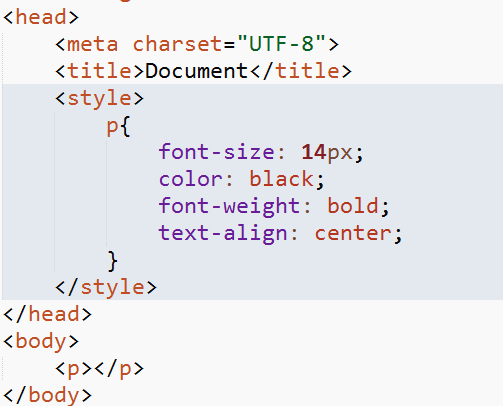 <head>
    <meta charset="UTF-8">
    <title>Document</title>
    <style>
        p{
            font-size: 14px;
            color: black;
            font-weight: bold;
            text-align: center;
        }
    </style>
</head>
<body>
    <p></p>
</body>